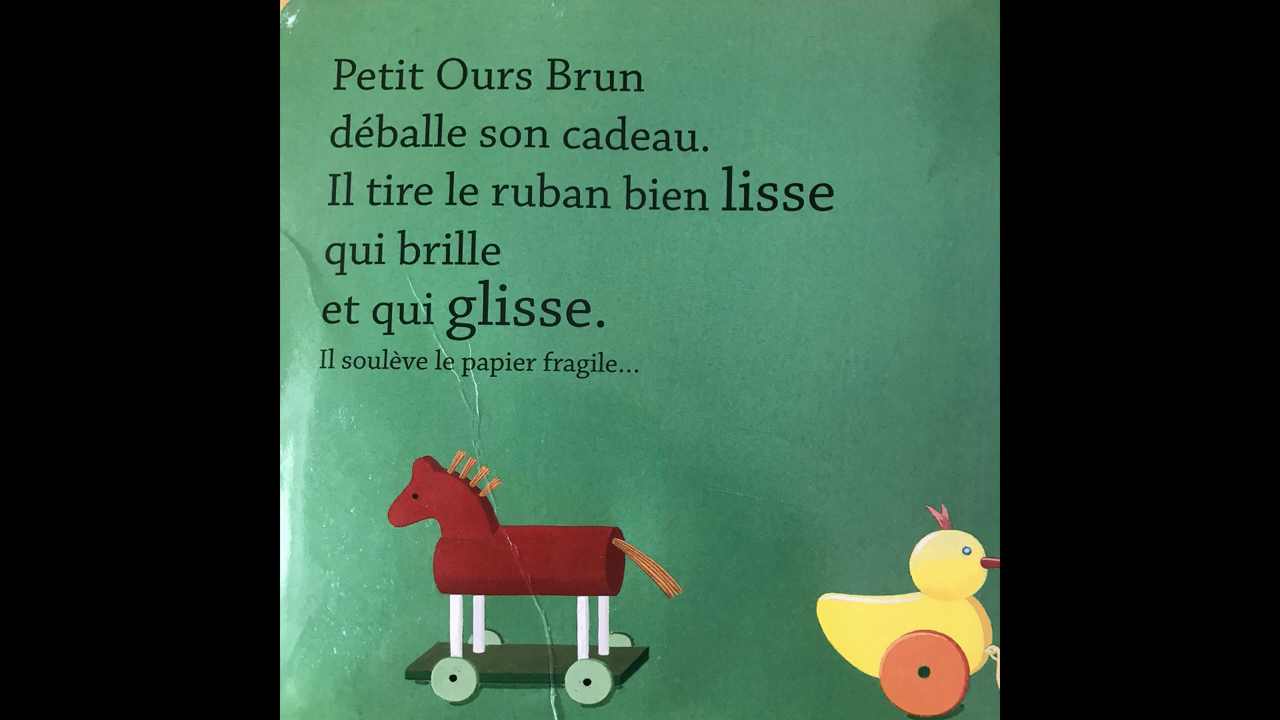 Petit Ours Brun
déballe son cadeau.
Il tire le ruban bien lisse
qui brille
et qui glisse.
Il soulève le papier fragile...